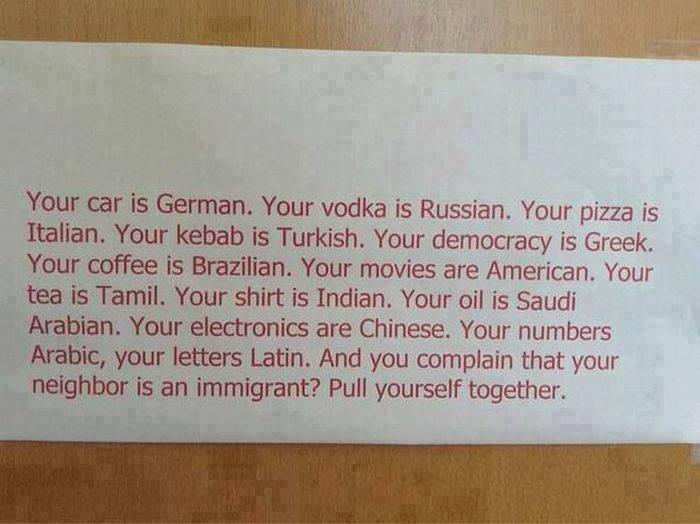 Your car is German. Your vodka is Russian. Your pizza is
Italian. Your kebab is Turkish. Your democracy is Greek.
Your coffee is Brazilian. Your movies are American. Your
tea is Tamil. Your shirt is Indian. Your oil is Saudi
Arabian. Your electronics are Chinese. Your numbers
Arabic, your letters Latin. And you complain that your
neighbor is an immigrant? Pull yourself together.